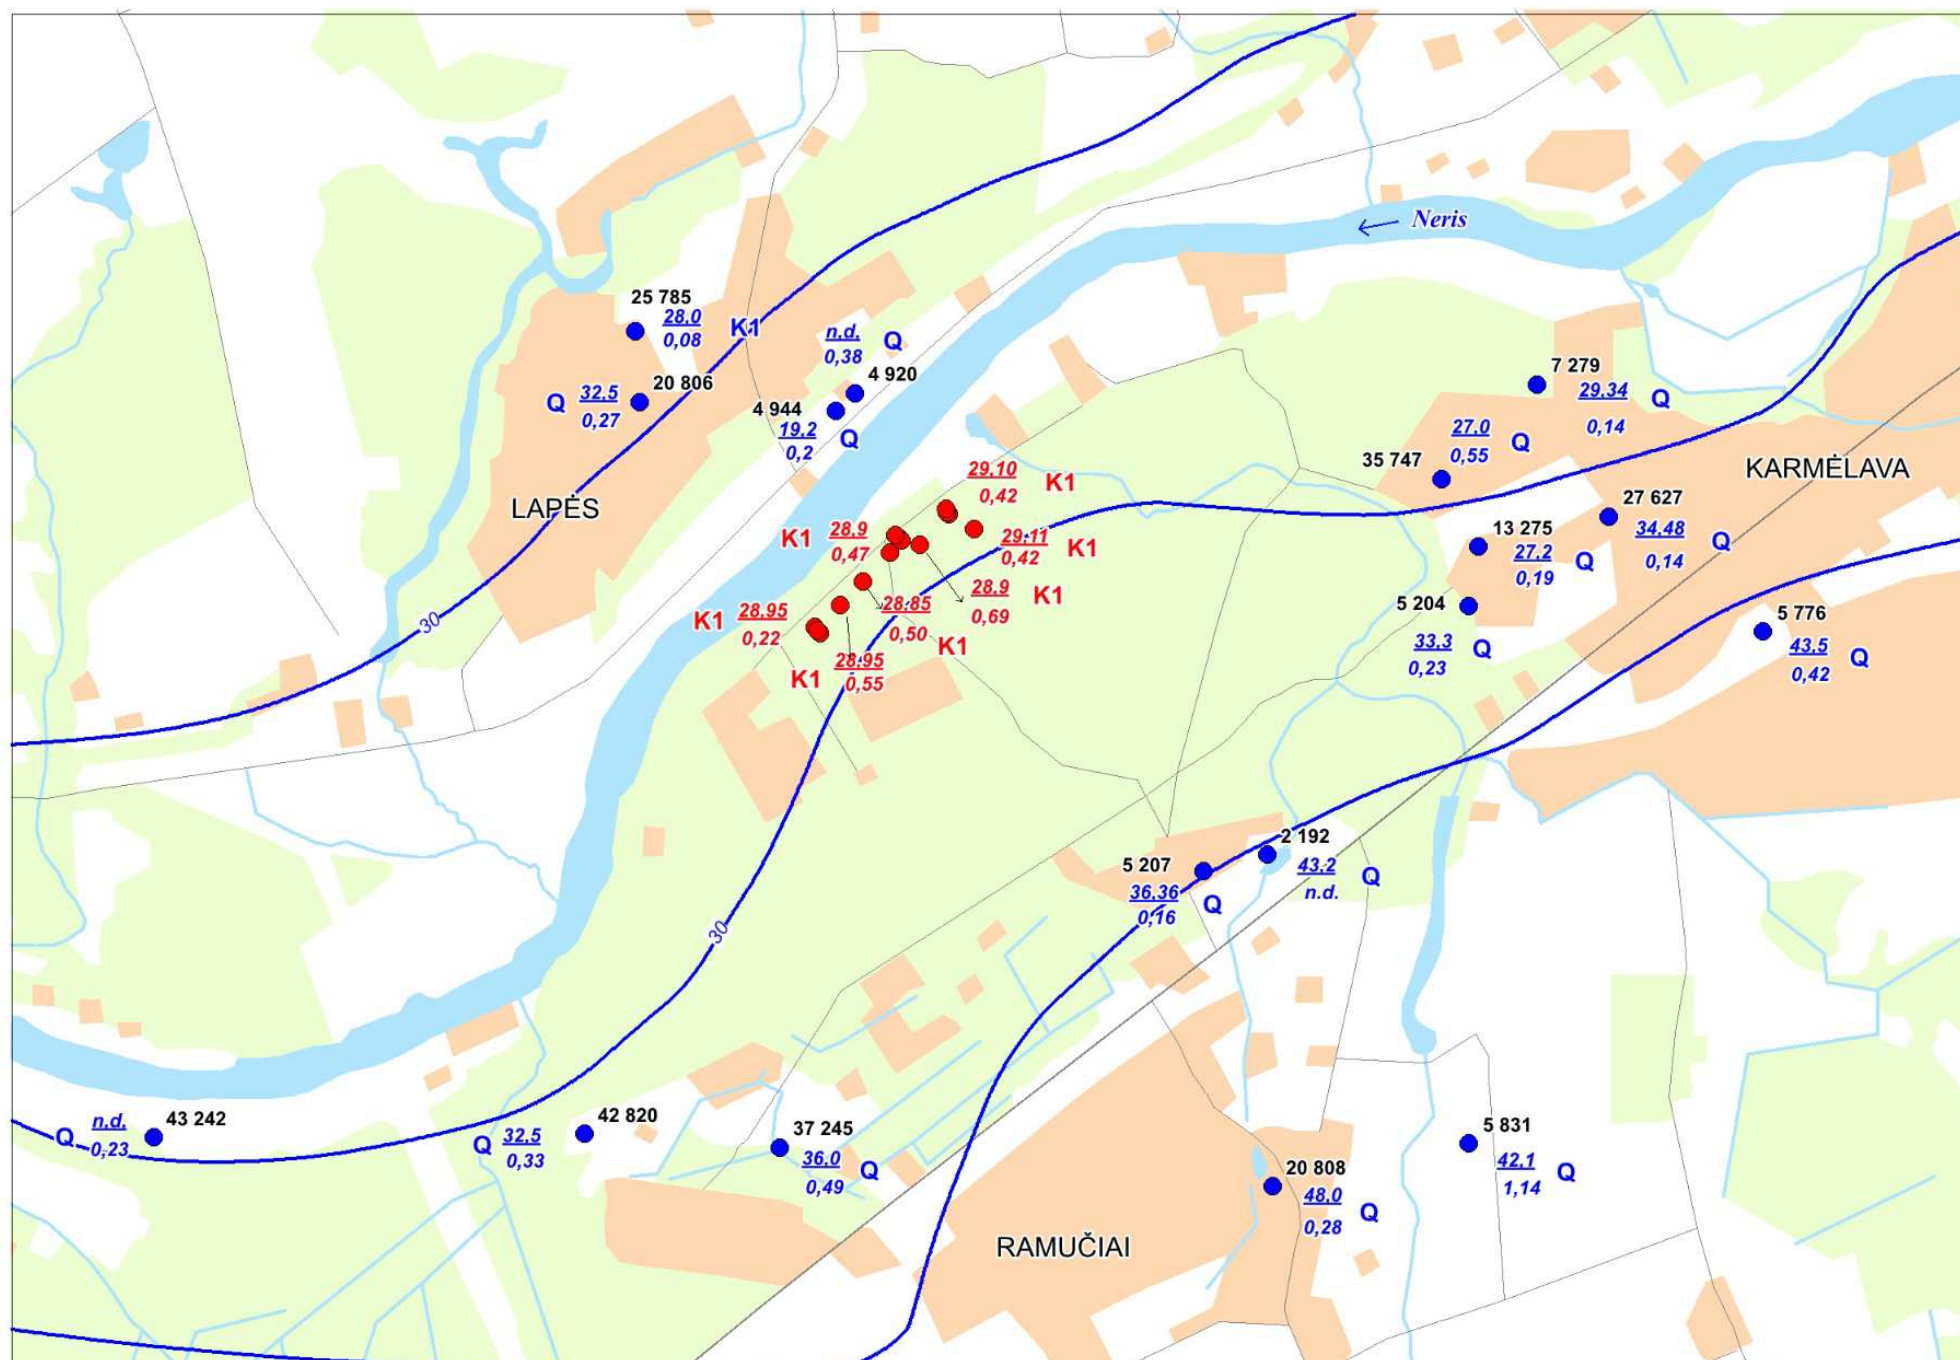 Neris
25 785
28,0
0,08
K1
n.d.
0,38
Q
4 920
20 806
Q
32,5
0,27
4 944
19,2
0,2
Q
7 279
29,34
0,14
Q
27,0
0,55
Q
35 747
KARMĖLAVA
LAPĖS
29,10
0,42
K1
27 627
34,48
0,14
Q
13 275
27,2
0,19
Q
K1
28,9
0,47
29,11
0,42
K1
28,9
0,69
K1
28,85
0,50
K1
K1
28,95
0,22
28,95
0,55
K1
5 204
33,3
0,23
Q
5 776
43,5
0,42
Q
30
2 192
43,2
n.d.
Q
5 207
36,36
0,16
Q
30
43 242
Q
n.d.
0,23
42 820
Q
32,5
0,33
37 245
36,0
0,49
Q
5 831
42,1
1,14
Q
20 808
48,0
0,28
Q
RAMUČIAI